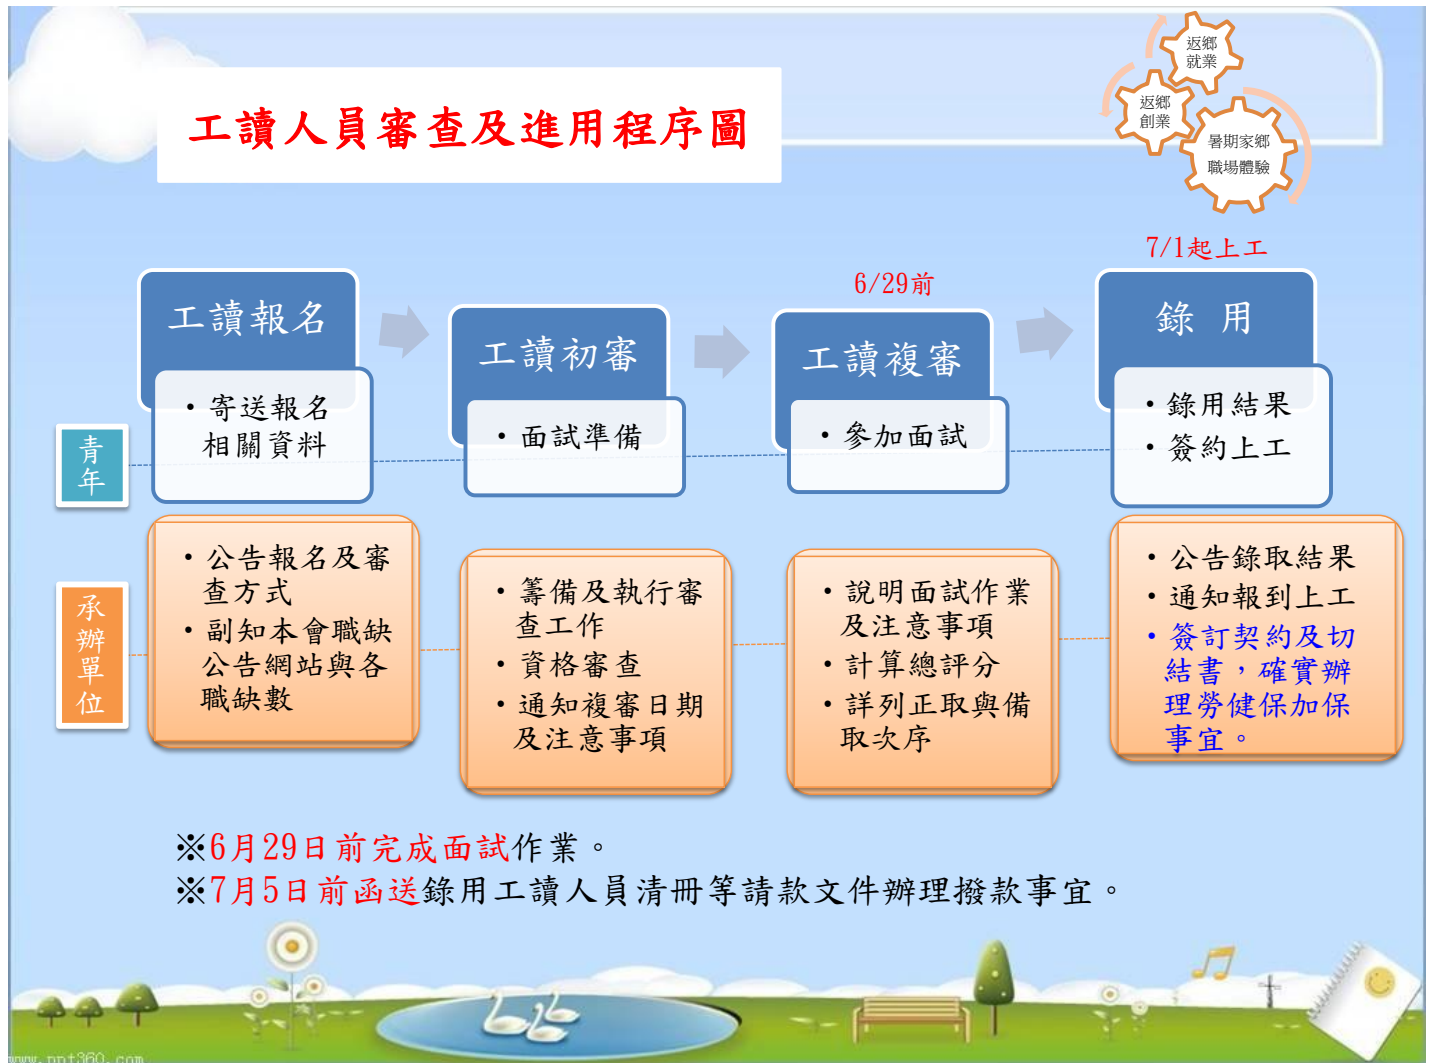 返鄉
就業
返鄉
創業
暑期家鄉
職場體驗
工讀人員審查及進用程序圖
7/1起上工
6/29前
工讀報名
工讀初審
工讀複審
錄 用
青年
・寄送報名
相關資料
・面試準備
・參加面試
・錄用結果
・簽約上工
承辦單位
・公告報名及審
查方式
・副知本會職缺
公告網站與各
職缺數
・籌備及執行審
查工作
・資格審查
・通知複審日期
及注意事項
・說明面試作業
及注意事項
・計算總評分
・詳列正取與備
取次序
・公告錄取結果
・通知報到上工
・簽訂契約及切
結書，確實辦
理勞健保加保
事宜。
※6月29日前完成面試作業。
※7月5日前函送錄用工讀人員清冊等請款文件辦理撥款事宜。
www.ppt360.com